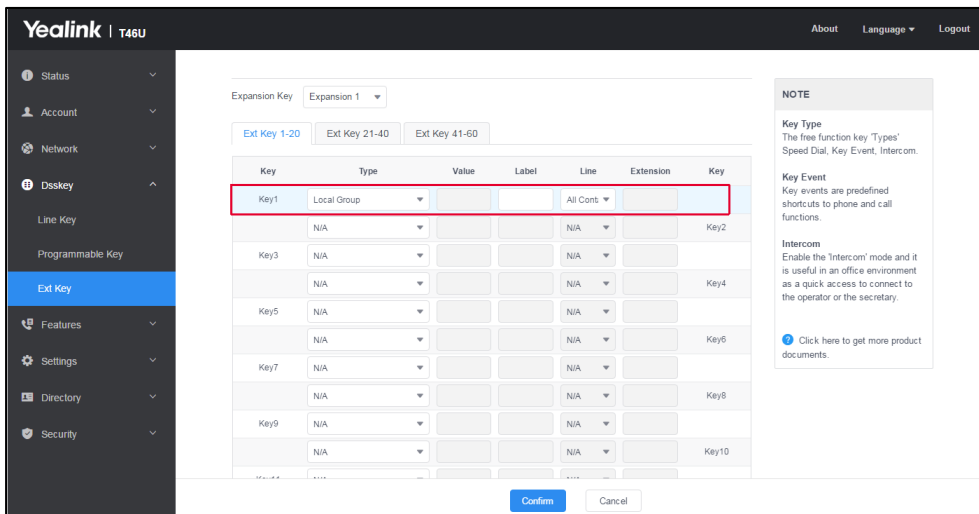 Yealink | T46U
About Language Logout
Status
Account
Network
Dsskey
Line Key
Programmable Key
Ext Key
Features
Settings
Directory
Security
Expansion Key Expansion 1
Ext Key 1-20 Ext Key 21-40 Ext Key 41-60
Key Type Value Label Line Extension Key
Key1 Local Group All Cont
N/A N/A Key2
Key3 N/A N/A
N/A N/A Key4
Key5 N/A N/A
N/A N/A Key6
Key7 N/A N/A
N/A N/A Key8
Key9 N/A N/A
N/A N/A Key10
Confirm Cancel
NOTE
Key Type
The free function key 'Types'
Speed Dial, Key Event, Intercom.
Key Event
Key events are predefined
shortcuts to phone and call
functions.
Intercom
Enable the 'Intercom' mode and it
is useful in an office environment
as a quick access to connect to
the operator or the secretary.
Click here to get more product
documents.